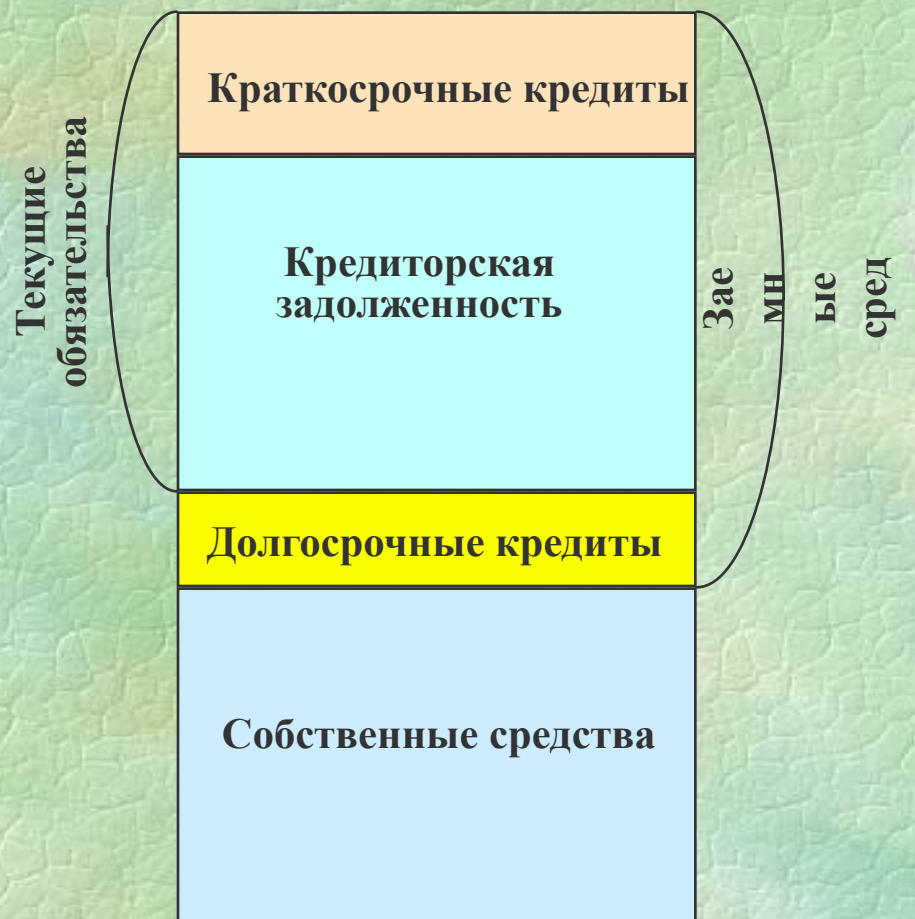 Краткосрочные кредиты
Текущие
обязательства
Кредиторская
задолженность
Зае
мн
ые
сред
Долгосрочные кредиты
Собственные средства